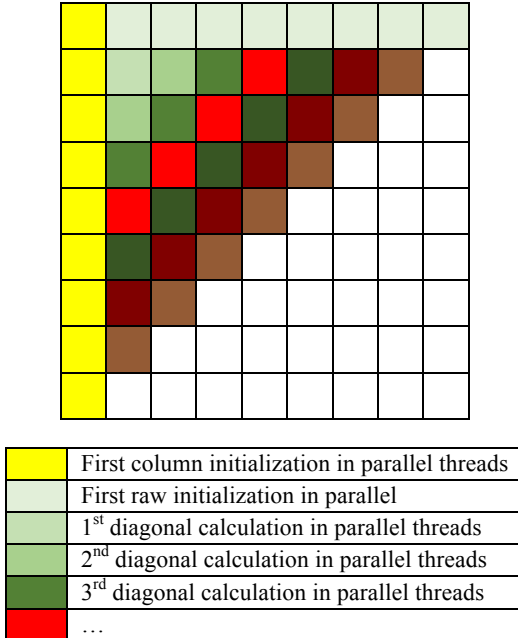 First column initialization in parallel threads
First raw initialization in parallel
1st diagonal calculation in parallel threads
2nd diagonal calculation in parallel threads
3rd diagonal calculation in parallel threads
…